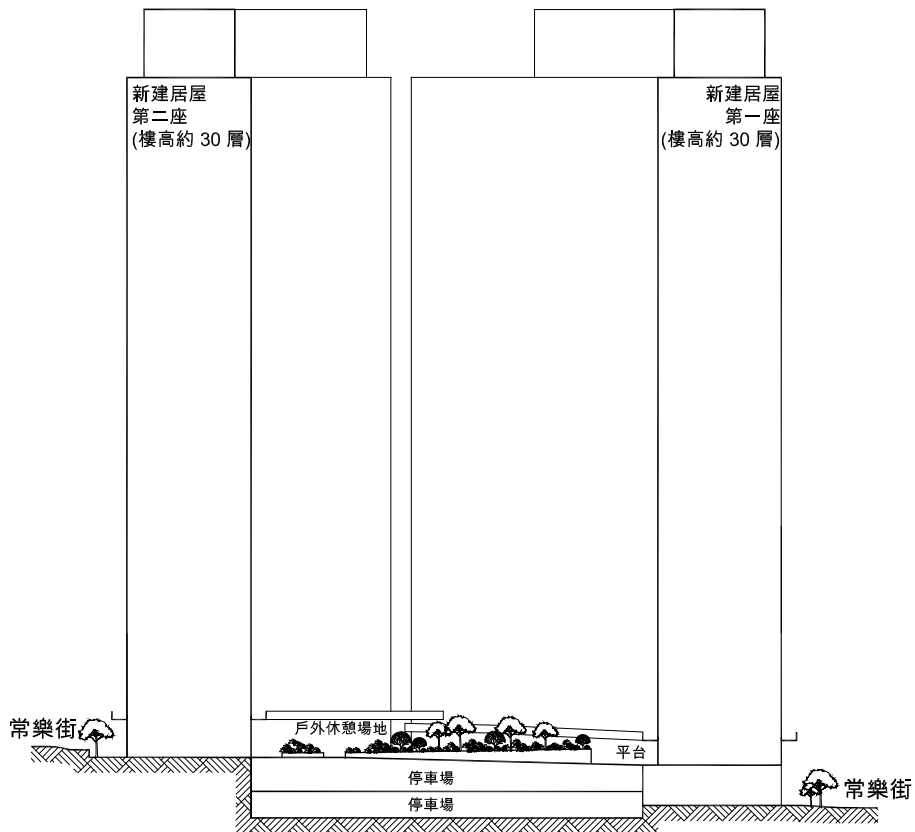 新建居屋
第二座
(樓高約 30 層)
新建居屋
第一座
(樓高約 30 層)
常樂街
戶外休憩場地
平台
停車場
停車場
常樂街